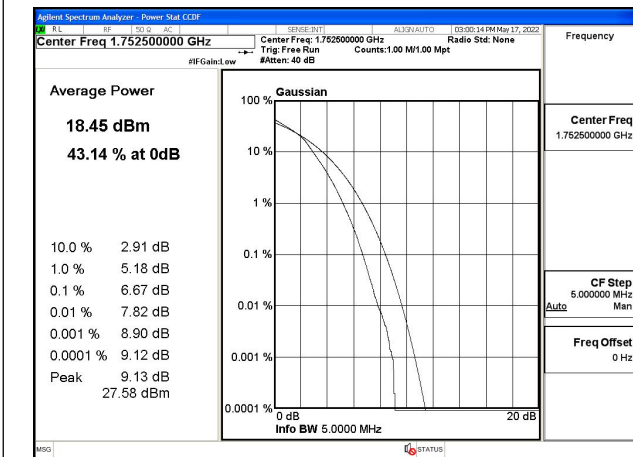 Agilent Spectrum Analyzer - Power Stat CCDF
RL RF 50 Ω AC SENSE:INT ALIGN AUTO 03:00:14 PM May 17, 2022
Center Freq 1.752500000 GHz
Center Freq: 1.752500000 GHz Radio Std: None
Trig: Free Run Counts:1.00 M/1.00 Mpt
#IFGain:Low #Atten: 40 dB
Frequency
Average Power
18.45 dBm
43.14 % at 0dB
10.0 % 2.91 dB
1.0 % 5.18 dB
0.1 % 6.67 dB
0.01 % 7.82 dB
0.001 % 8.90 dB
0.0001 % 9.12 dB
Peak 9.13 dB
27.58 dBm
Gaussian
100 %
10 %
1 %
0.1 %
0.01 %
0.001 %
0.0001 %
0 dB 20 dB
Info BW 5.0000 MHz
Center Freq
1.752500000 GHz
CF Step
5.000000 MHz
Auto Man
Freq Offset
0 Hz
MSG STATUS